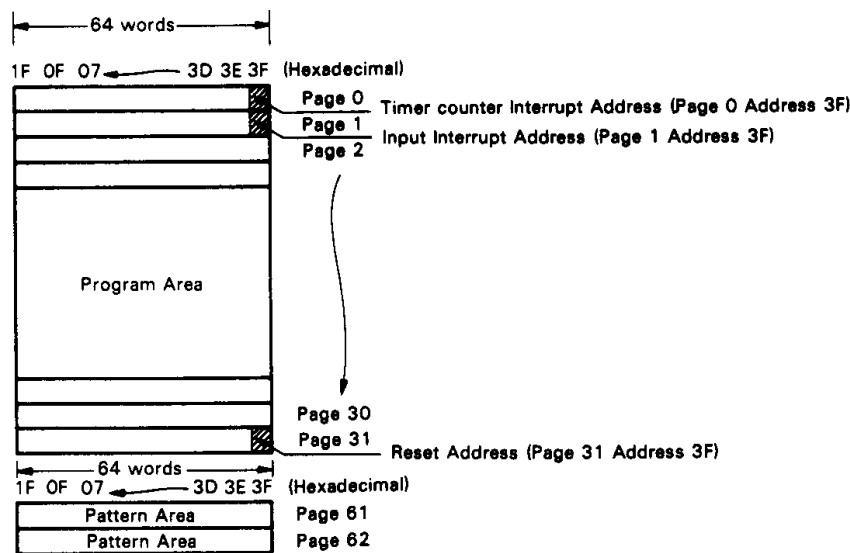 64 words
1F 0F 07 3D 3E 3F (Hexadecimal)
Page 0
Timer counter Interrupt Address (Page 0 Address 3F)
Page 1
Input Interrupt Address (Page 1 Address 3F)
Page 2
Program Area
Page 30
Page 31
Reset Address (Page 31 Address 3F)
64 words
1F 0F 07 3D 3E 3F (Hexadecimal)
Pattern Area Page 61
Pattern Area Page 62